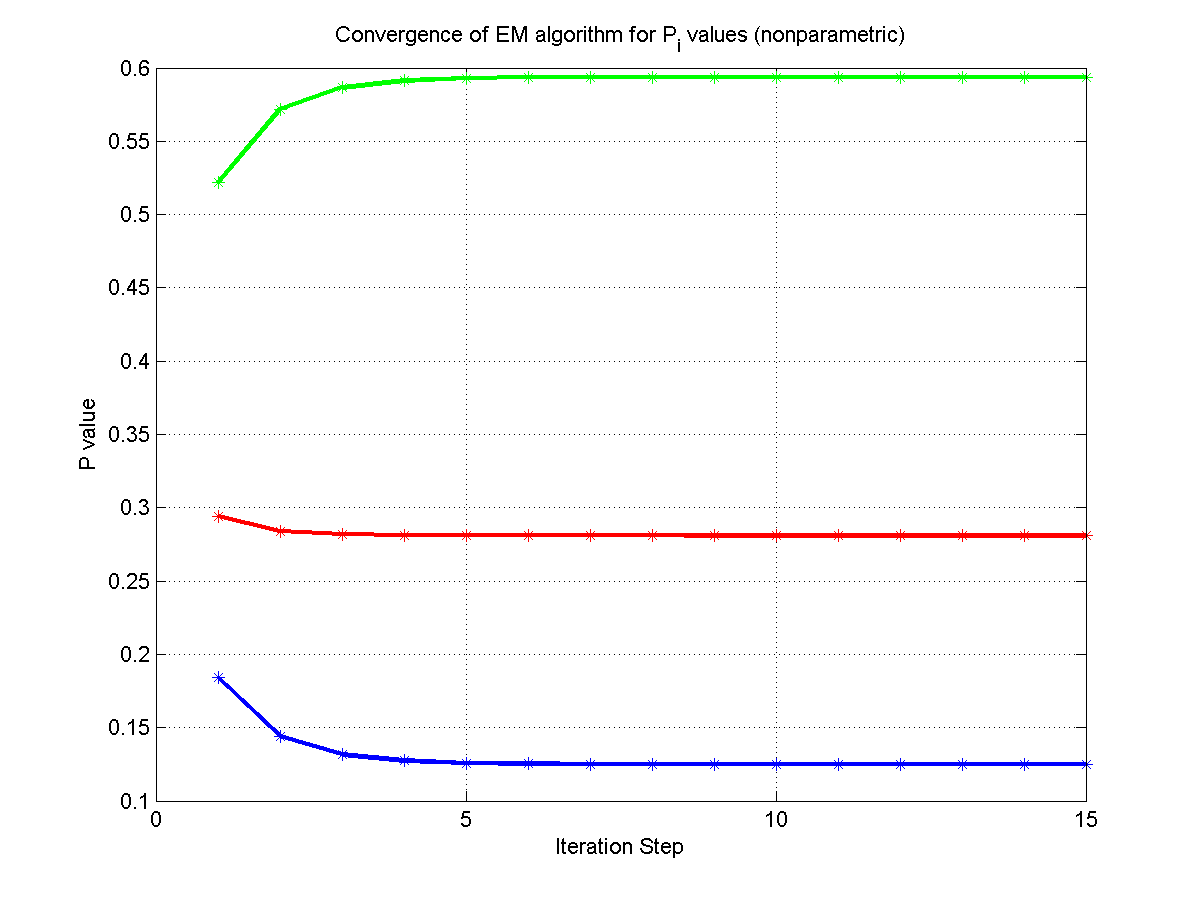 Convergence of EM algorithm for P_i values (nonparametric)
0.6
0.55
0.5
0.45
0.4
0.35
0.3
0.25
0.2
0.15
0.1
P value
0 5 10 15
Iteration Step